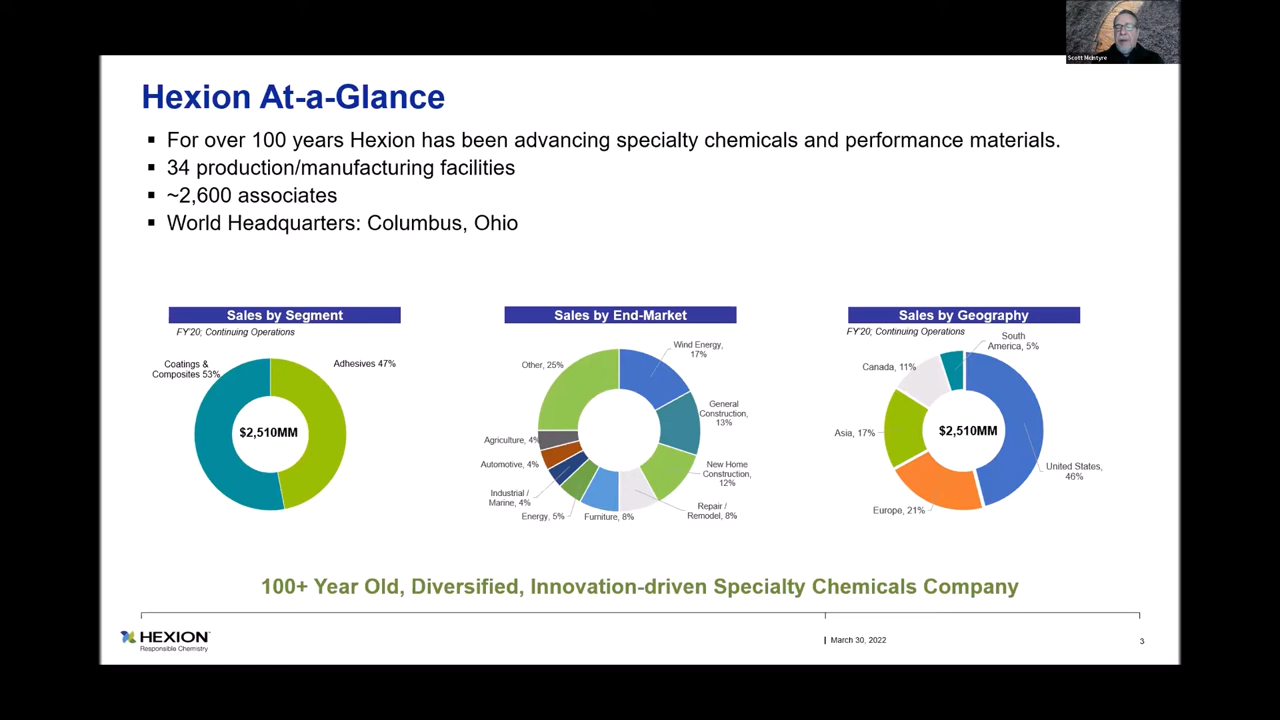 Scott McIntyre
Hexion At-a-Glance
▪ For over 100 years Hexion has been advancing specialty chemicals and performance materials.
▪ 34 production/manufacturing facilities
▪ ~2,600 associates
▪ World Headquarters: Columbus, Ohio
Sales by Segment
FY'20; Continuing Operations
Coatings &
Composites 53%
Adhesives 47%
$2,510MM
Sales by End-Market
Wind Energy,
17%
General
Construction,
13%
New Home
Construction,
12%
Repair /
Remodel, 8%
Furniture, 8%
Energy, 5%
Industrial /
Marine, 4%
Automotive, 4%
Agriculture, 4%
Other, 25%
Sales by Geography
FY'20; Continuing Operations
South
America, 5%
Canada, 11%
Asia, 17%
$2,510MM
United States,
46%
Europe, 21%
100+ Year Old, Diversified, Innovation-driven Specialty Chemicals Company
HEXION
Responsible Chemistry
March 30, 2022
3